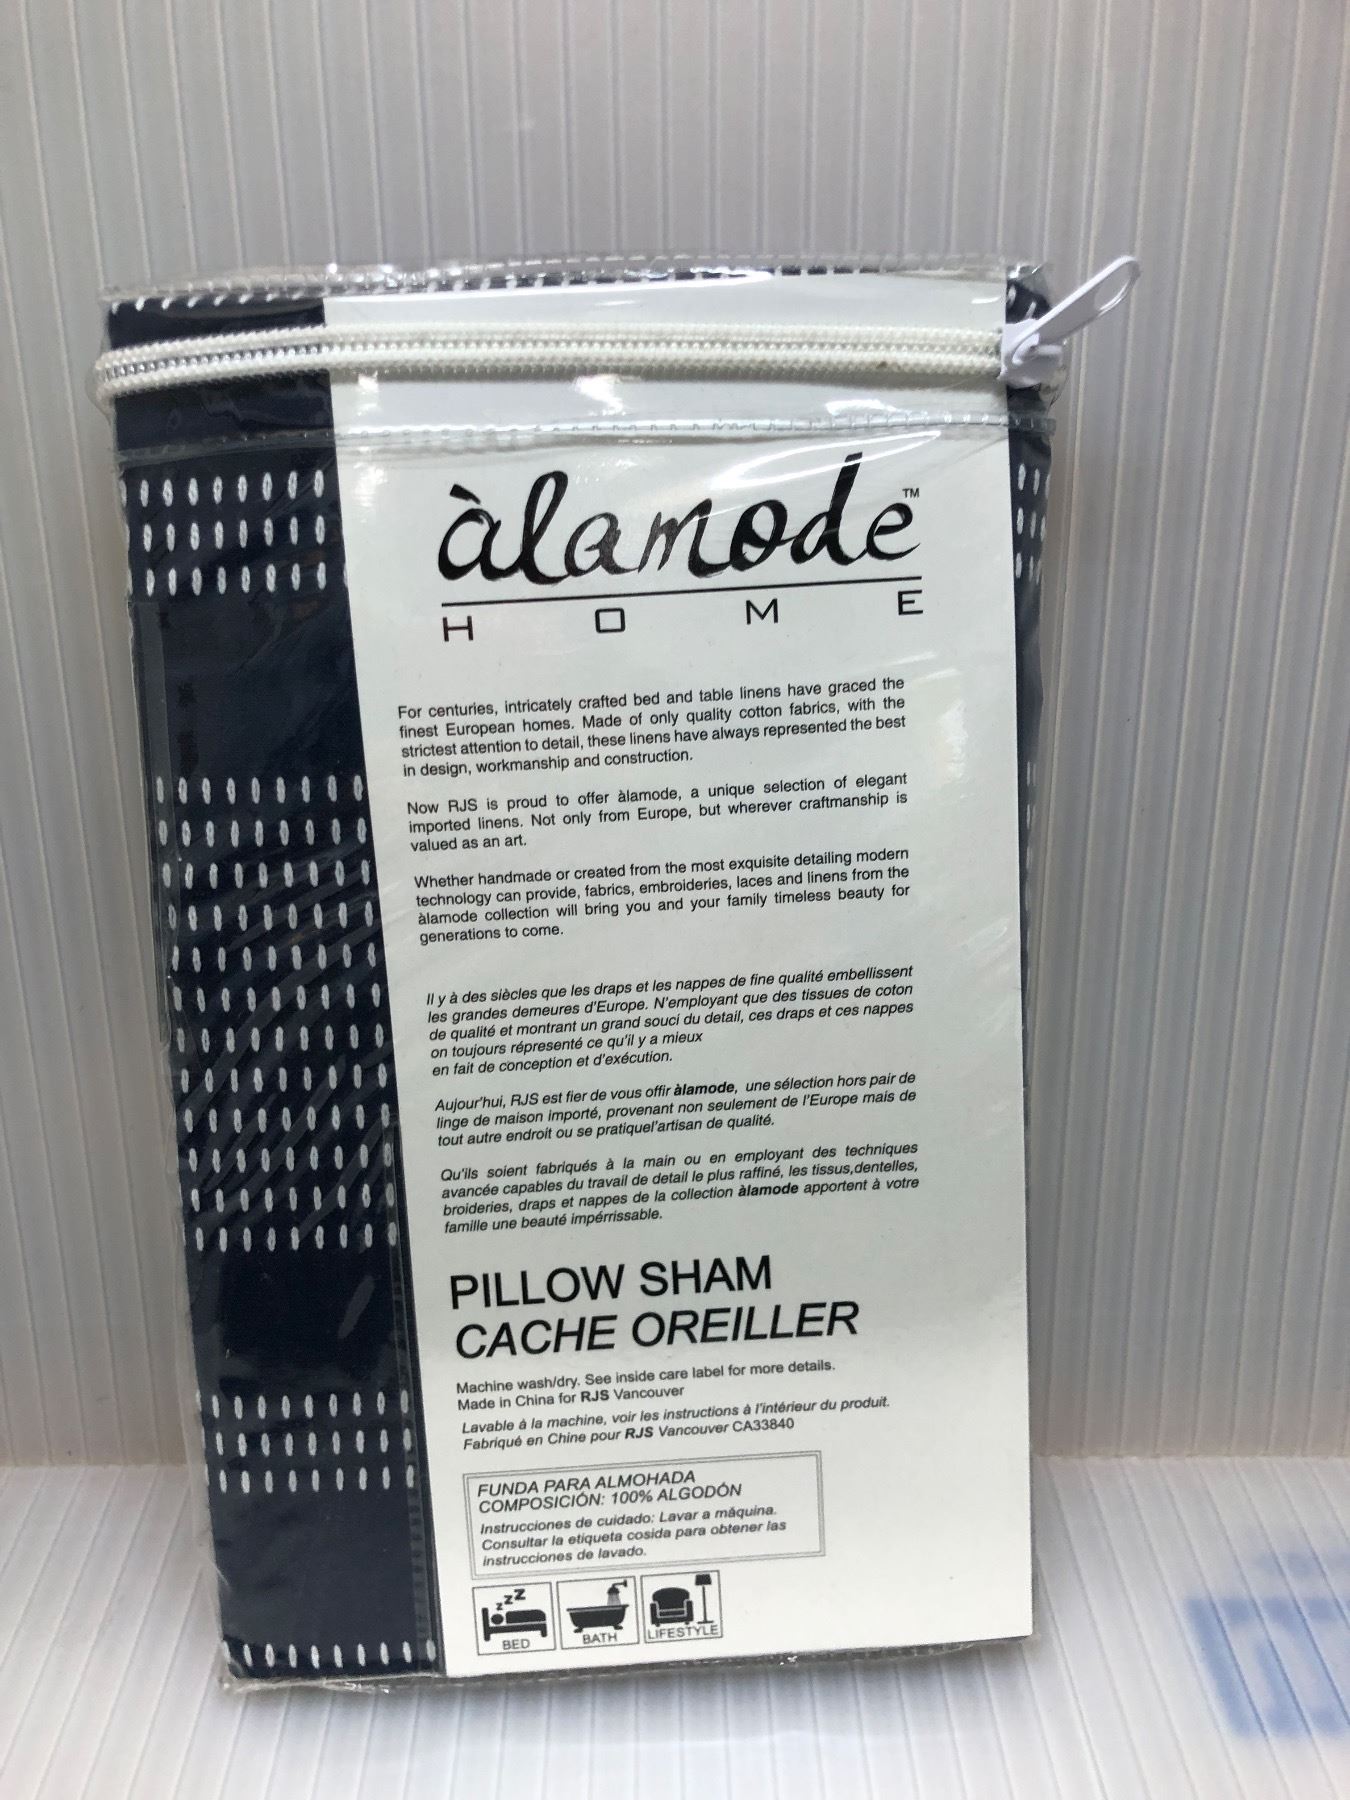 àlamode™
HOME
For centuries, intricately crafted bed and table linens have graced the
finest European homes. Made of only quality cotton fabrics, with the
strictest attention to detail, these linens have always represented the best
in design, workmanship and construction.
Now RJS is proud to offer àlamode, a unique selection of elegant
imported linens. Not only from Europe, but wherever craftmanship is
valued as an art.
Whether handmade or created from the most exquisite detailing modern
technology can provide, fabrics, embroideries, laces and linens from the
àlamode collection will bring you and your family timeless beauty for
generations to come.
Il y à des siècles que les draps et les nappes de fine qualité embellissent
les grandes demeures d'Europe. N'employant que des tissues de coton
de qualité et montrant un grand souci du detail, ces draps et ces nappes
on toujours répresenté ce qu'il y a mieux
en fait de conception et d'exécution.
Aujour'hui, RJS est fier de vous offir àlamode, une sélection hors pair de
linge de maison importé, provenant non seulement de l'Europe mais de
tout autre endroit ou se pratiquel'artisan de qualité.
Qu'ils soient fabriqués à la main ou en employant des techniques
avancée capables du travail de detail le plus raffiné, les tissus,dentelles,
broideries, draps et nappes de la collection àlamode apportent à votre
famille une beauté impérrissable.
PILLOW SHAM
CACHE OREILLER
Machine wash/dry. See inside care label for more details.
Made in China for RJS Vancouver
Lavable á la machine, voir les instructions à l'intérieur du produit.
Fabriqué en Chine pour RJS Vancouver CA33840
FUNDA PARA ALMOHADA
COMPOSICIÓN: 100% ALGODÓN
Instrucciones de cuidado: Lavar a máquina.
Consultar la etiqueta cosida para obtener las
instrucciones de lavado.
zzZ
BED
BATH
LIFESTYLE